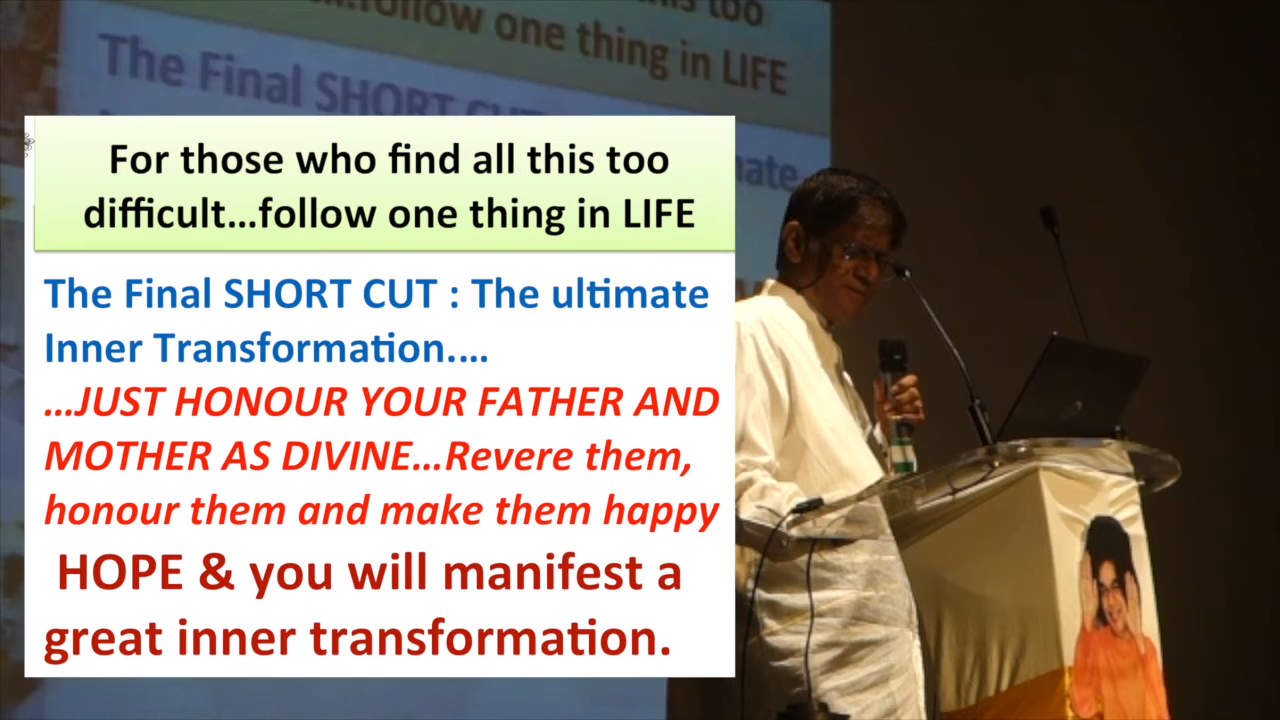 ...follow one thing in LIFE
The Final SHORT CUT
For those who find all this too
difficult...follow one thing in LIFE
The Final SHORT CUT : The ultimate
Inner Transformation....
...JUST HONOUR YOUR FATHER AND
MOTHER AS DIVINE...Revere them,
honour them and make them happy
HOPE & you will manifest a
great inner transformation.